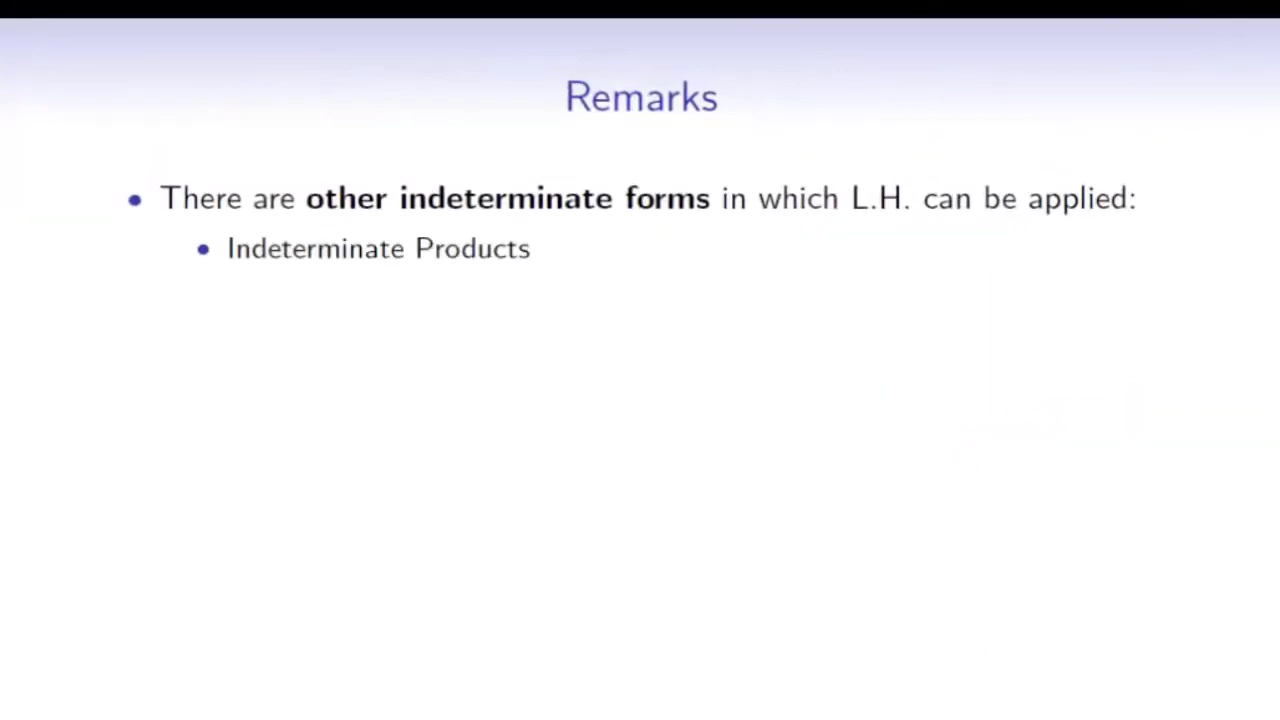 Remarks
• There are other indeterminate forms in which L.H. can be applied:
• Indeterminate Products